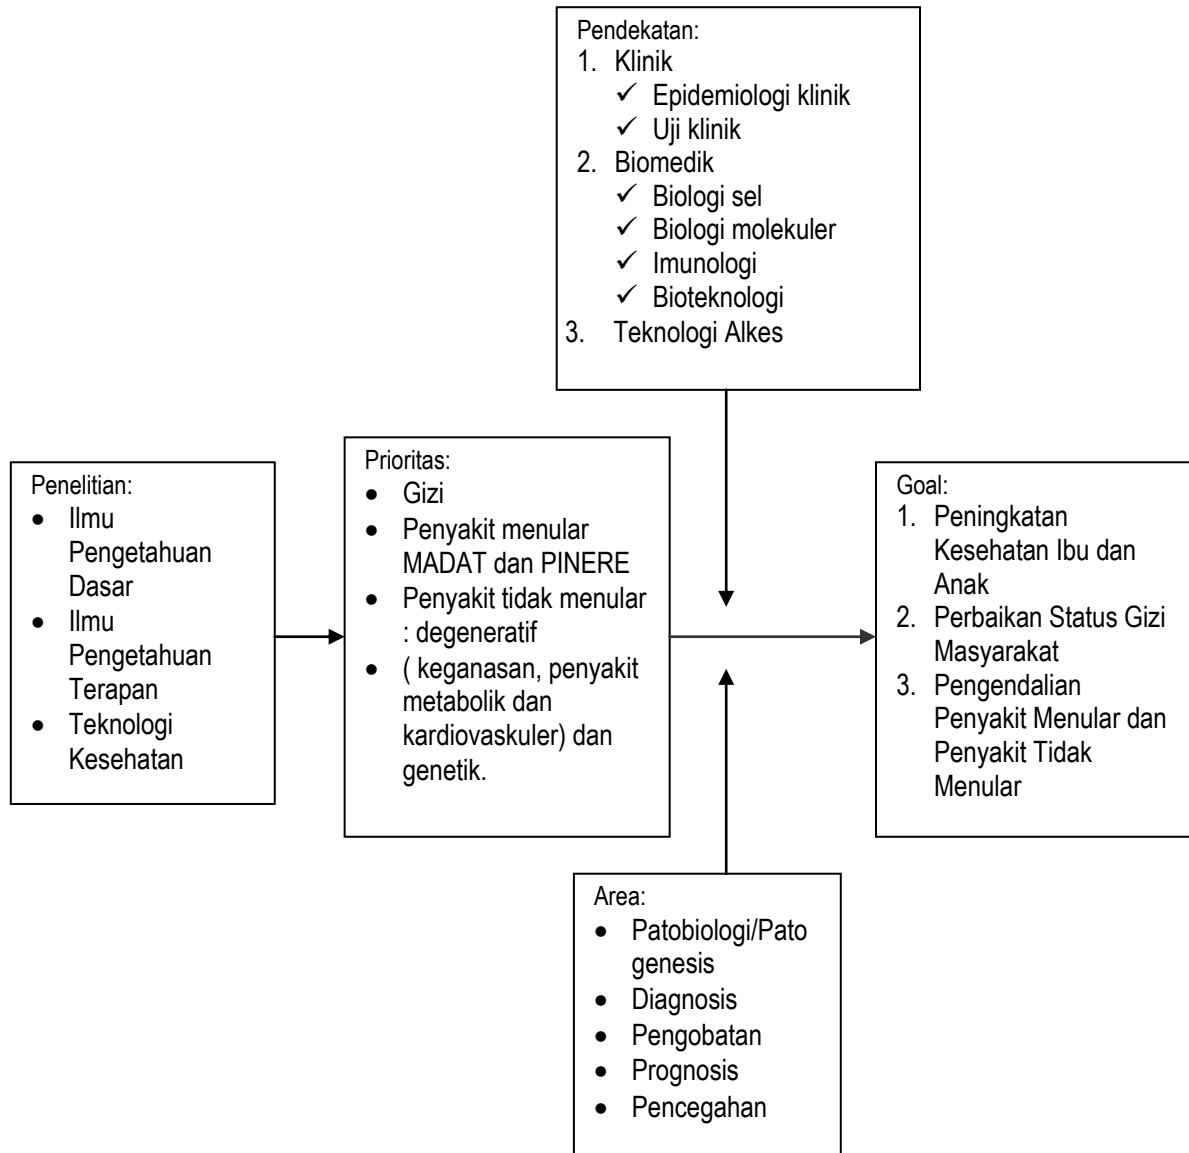 Pendekatan:
1. Klinik
✓ Epidemiologi klinik
✓ Uji klinik
2. Biomedik
✓ Biologi sel
✓ Biologi molekuler
✓ Imunologi
✓ Bioteknologi
3. Teknologi Alkes
Penelitian:
• Ilmu
Pengetahuan
Dasar
• Ilmu
Pengetahuan
Terapan
• Teknologi
Kesehatan
Prioritas:
• Gizi
• Penyakit menular
MADAT dan PINERE
• Penyakit tidak menular
: degeneratif
• ( keganasan, penyakit
metabolik dan
kardiovaskuler) dan
genetik.
Goal:
1. Peningkatan
Kesehatan Ibu dan
Anak
2. Perbaikan Status Gizi
Masyarakat
3. Pengendalian
Penyakit Menular dan
Penyakit Tidak
Menular
Area:
• Patobiologi/Pato
genesis
• Diagnosis
• Pengobatan
• Prognosis
• Pencegahan